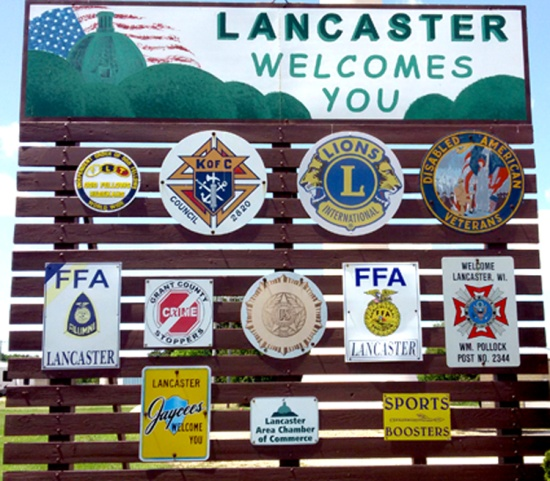 LANCASTER
WELCOMES
YOU
F L T
ODD FELLOWS
K of C
COUNCIL 2820
LIONS
L
INTERNATIONAL
DISABLED AMERICAN
VETERANS
FFA
ALUMNI
LANCASTER
GRANT COUNTY
CRIME
STOPPERS
FFA
LANCASTER
WELCOME
LANCASTER, WI.
WM. POLLOCK
POST NO. 2344
LANCASTER
Jaycees
WELCOME
YOU
LANCASTER
Area Chamber
of Commerce
SPORTS
BOOSTERS